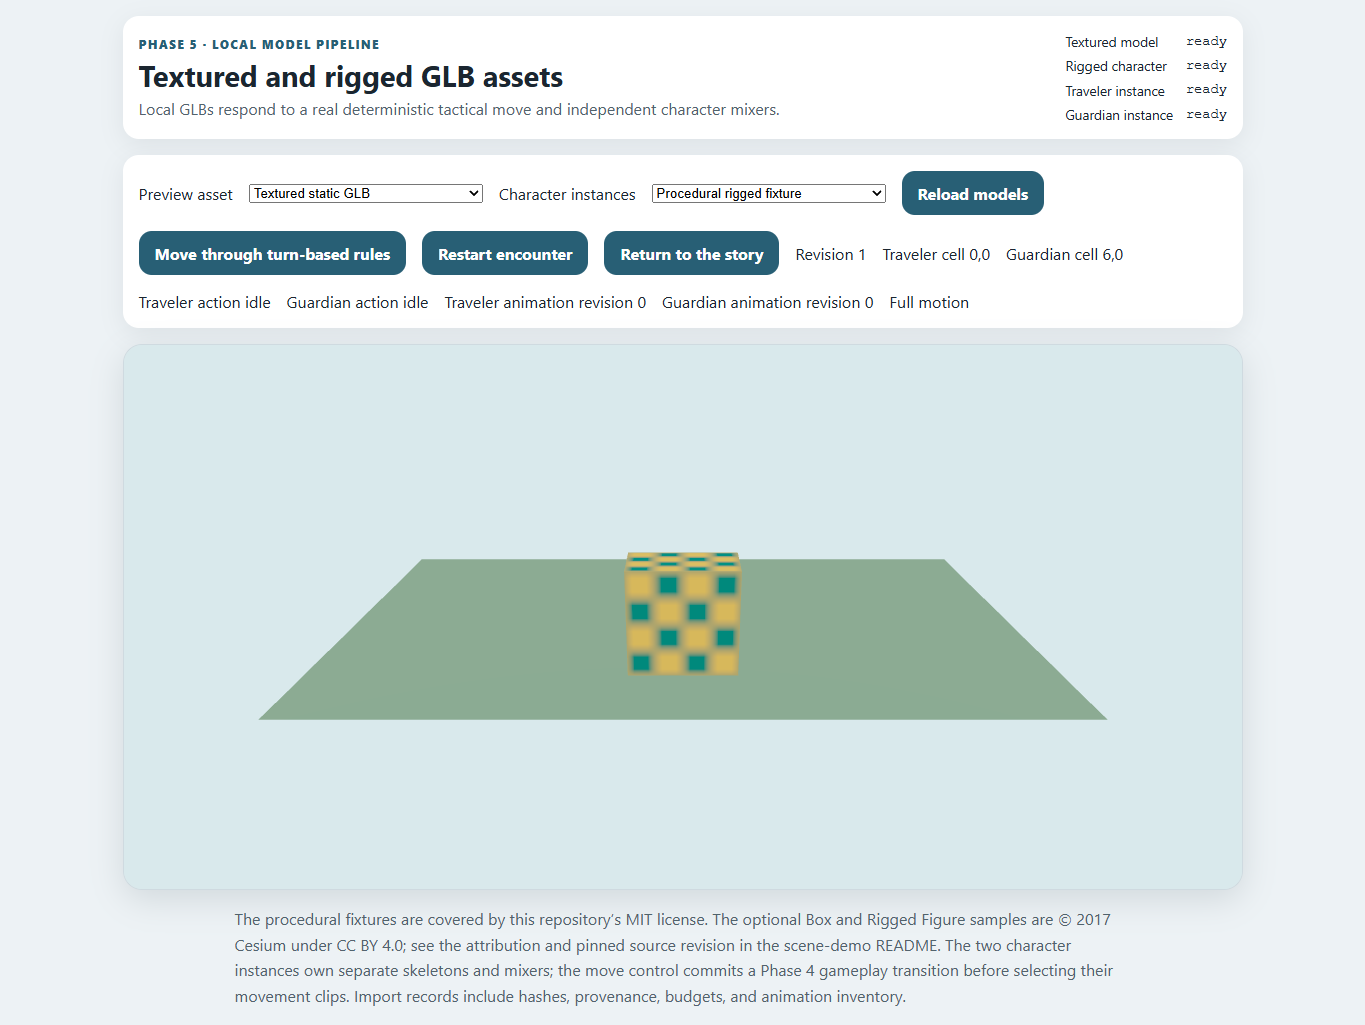 PHASE 5 · LOCAL MODEL PIPELINE
Textured and rigged GLB assets
Local GLBs respond to a real deterministic tactical move and independent character mixers.
Textured model ready
Rigged character ready
Traveler instance ready
Guardian instance ready
Preview asset Textured static GLB Character instances Procedural rigged fixture Reload models
Move through turn-based rules Restart encounter Return to the story Revision 1 Traveler cell 0,0 Guardian cell 6,0
Traveler action idle Guardian action idle Traveler animation revision 0 Guardian animation revision 0 Full motion
The procedural fixtures are covered by this repository’s MIT license. The optional Box and Rigged Figure samples are © 2017
Cesium under CC BY 4.0; see the attribution and pinned source revision in the scene-demo README. The two character
instances own separate skeletons and mixers; the move control commits a Phase 4 gameplay transition before selecting their
movement clips. Import records include hashes, provenance, budgets, and animation inventory.